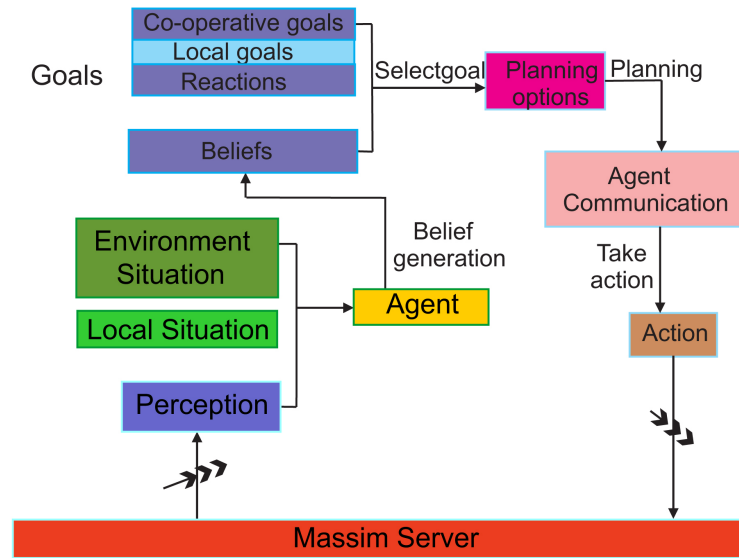 Co-operative goals
Local goals
Goals
Reactions
Selectgoal
Planning
options
Planning
Beliefs
Agent
Communication
Belief
generation
Environment
Situation
Take
action
Local Situation
Agent
Action
Perception
Massim Server